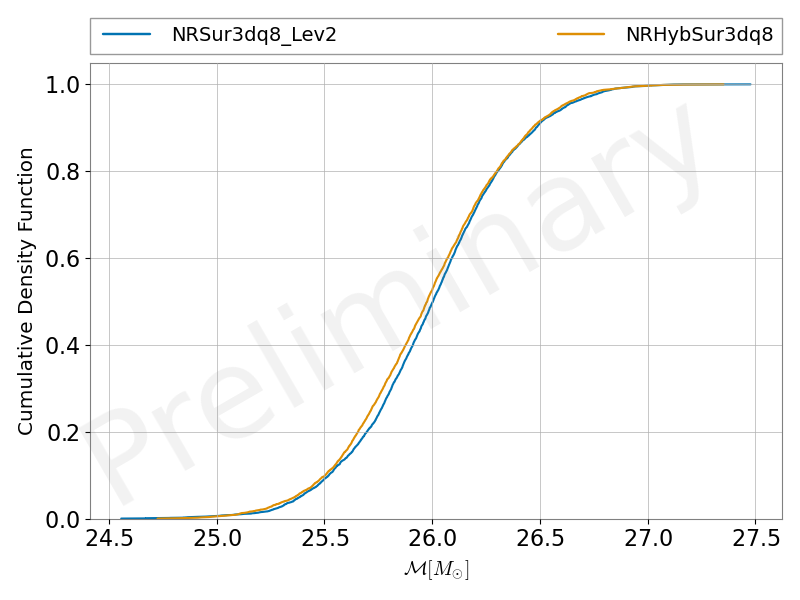 NRSur3dq8_Lev2 NRHybSur3dq8
1.0
0.8
0.6
0.4
0.2
0.0
Cumulative Density Function
Preliminary
24.5 25.0 25.5 26.0 26.5 27.0 27.5
ℳ[M⊙]